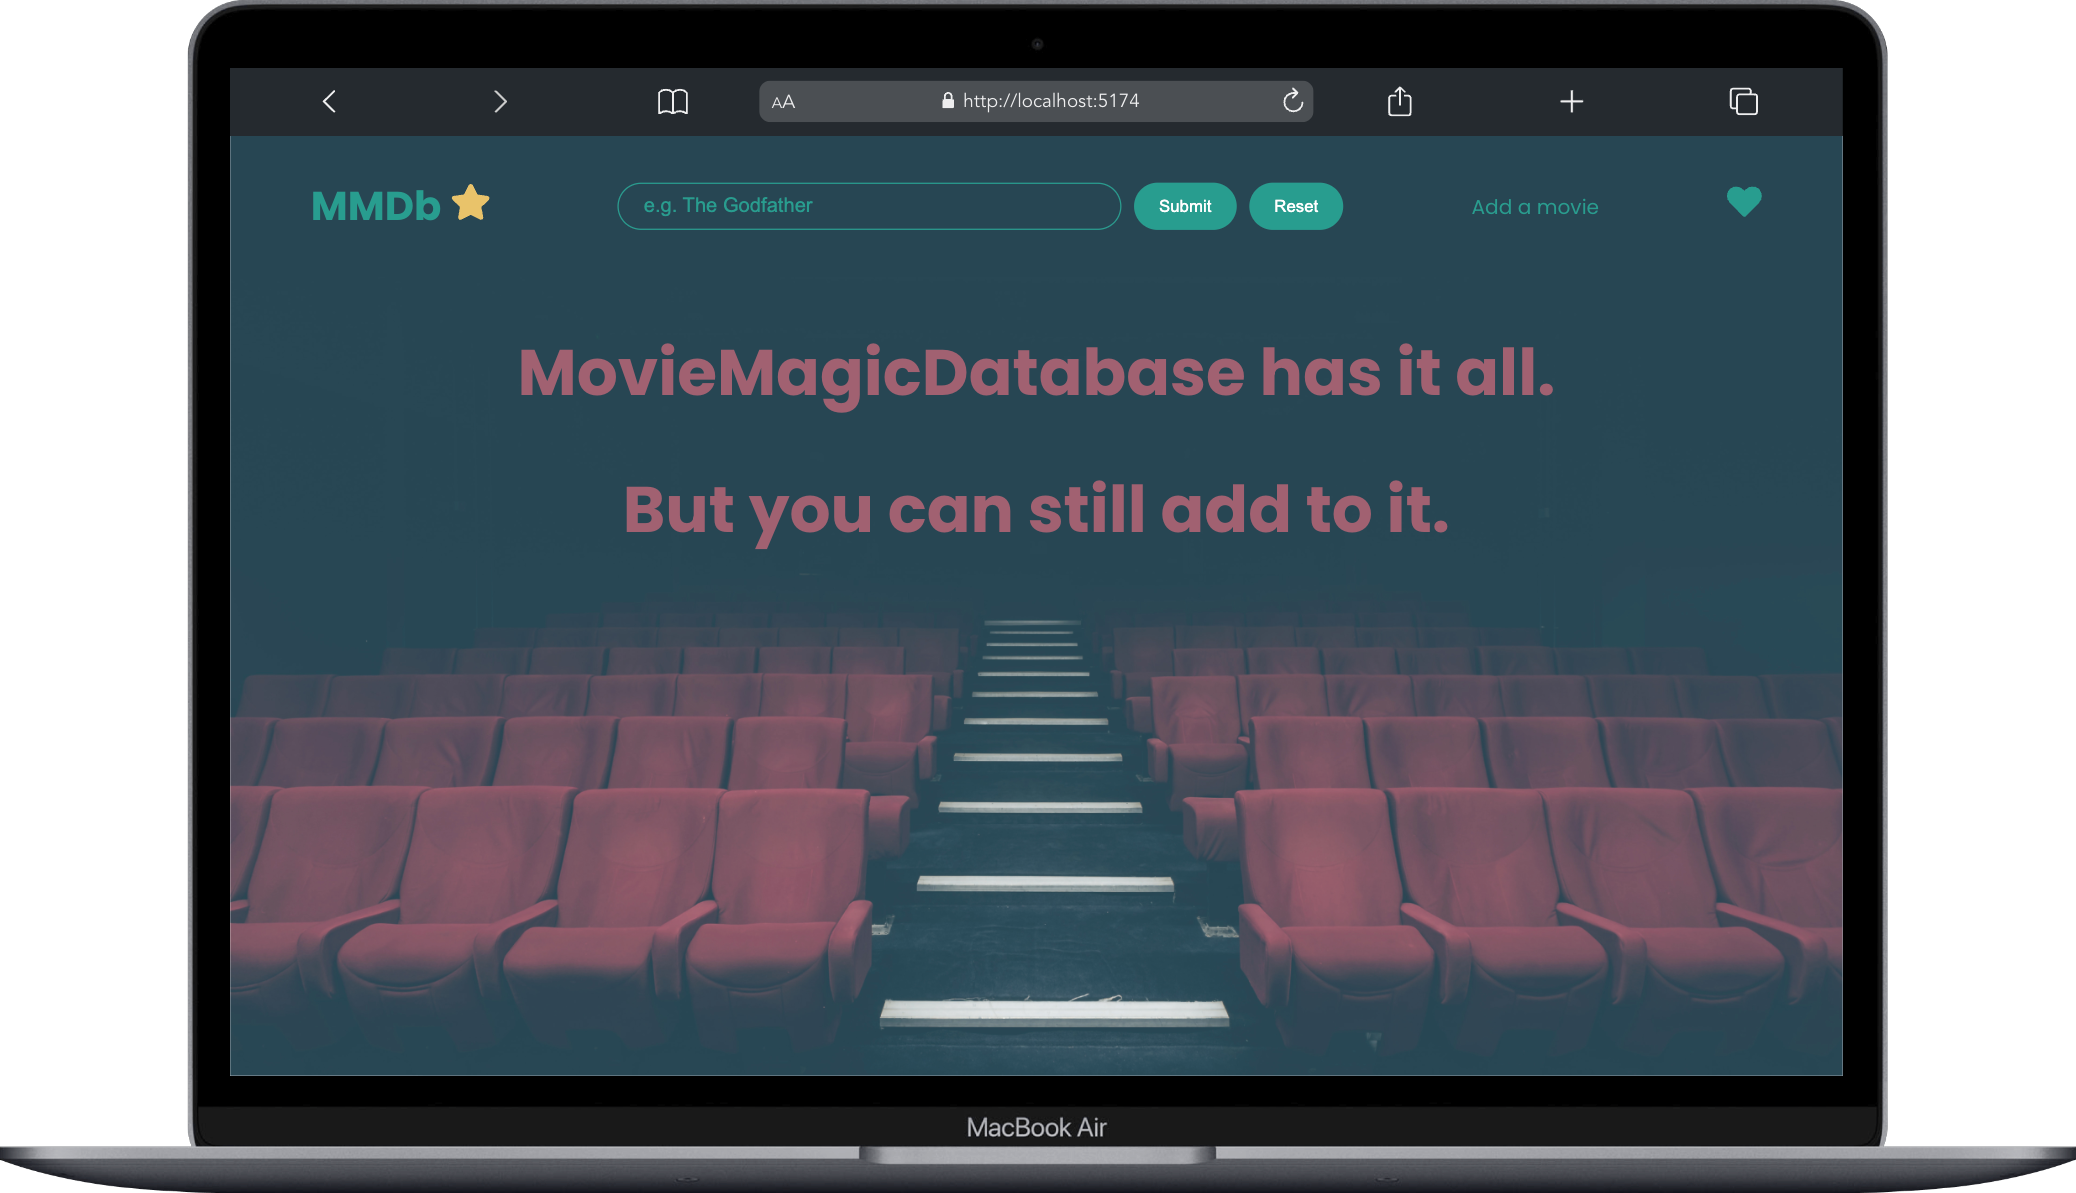 AA http://localhost:5174
MMDb e.g. The Godfather Submit Reset Add a movie
MovieMagicDatabase has it all.
But you can still add to it.
MacBook Air